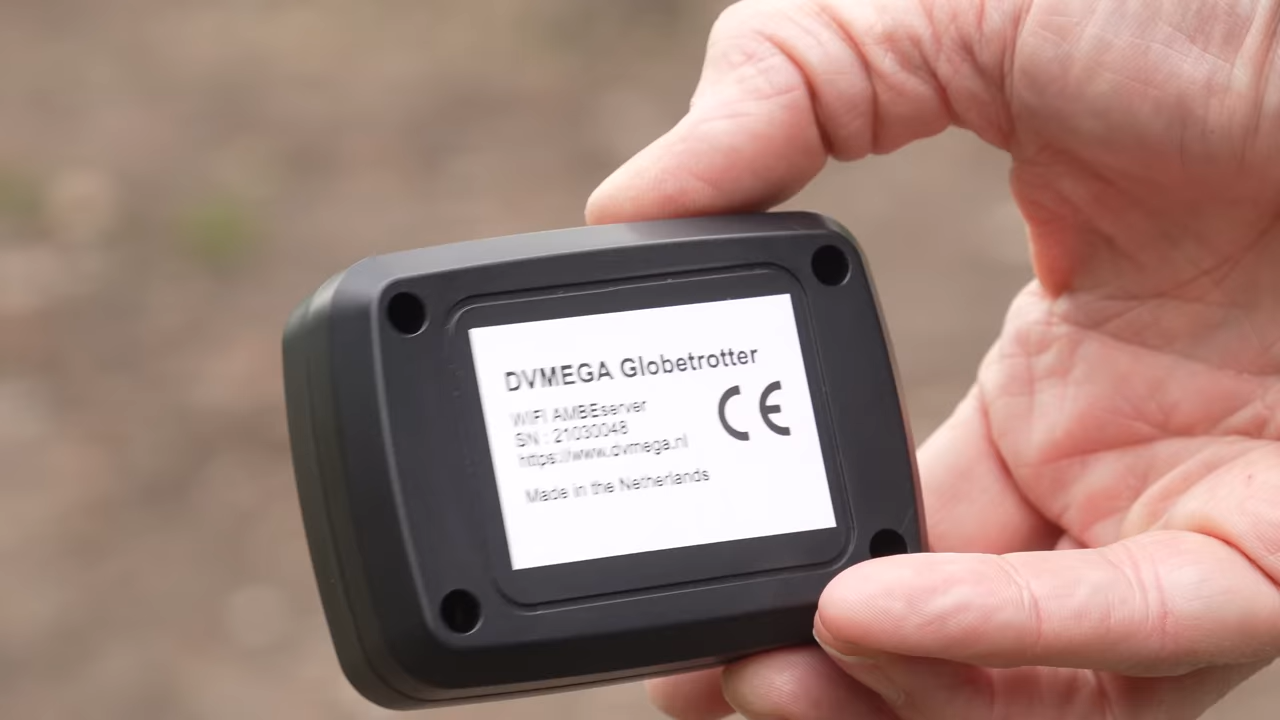 DVMEGA Globetrotter
WIFI AMBEserver
SN : 21030048
https://www.dvmega.nl
Made in the Netherlands
CE